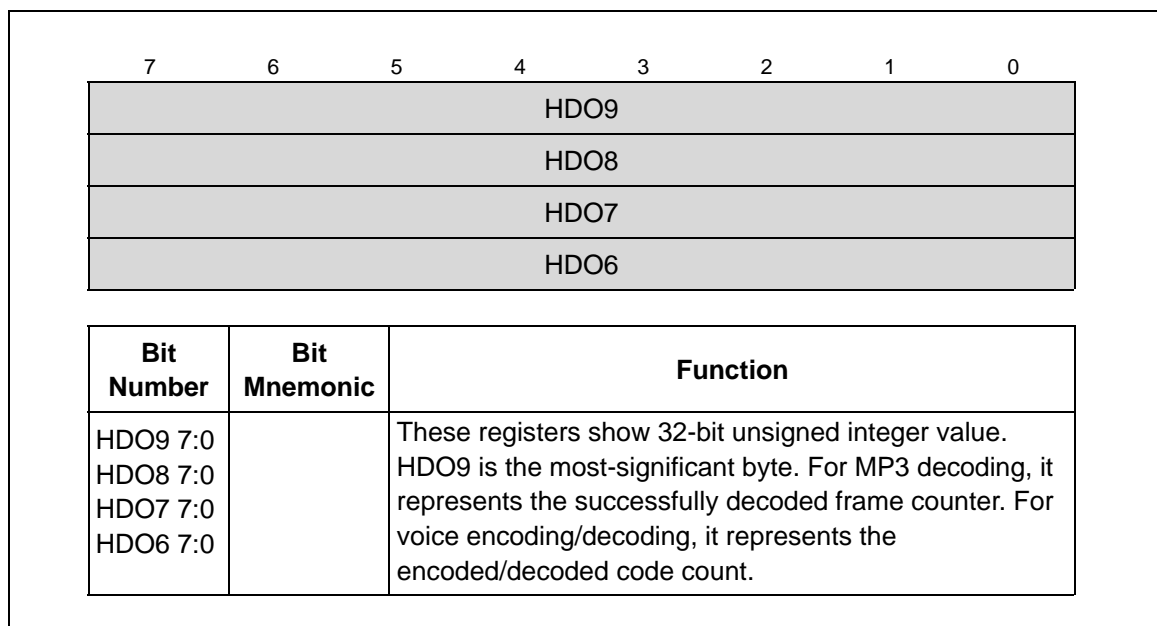 7 6 5 4 3 2 1 0
HDO9
HDO8
HDO7
HDO6
Bit Number Bit Mnemonic Function
HDO9 7:0
HDO8 7:0
HDO7 7:0
HDO6 7:0
These registers show 32-bit unsigned integer value.
HDO9 is the most-significant byte. For MP3 decoding, it
represents the successfully decoded frame counter. For
voice encoding/decoding, it represents the
encoded/decoded code count.